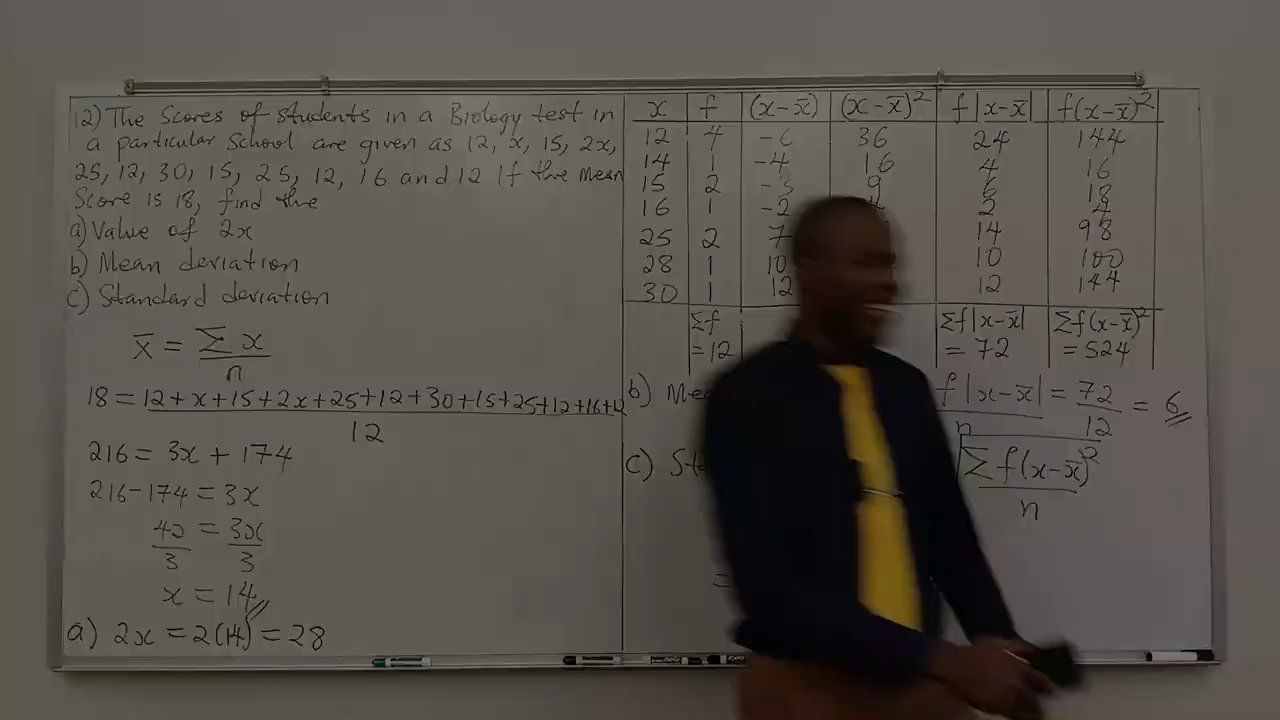 12) The Scores of students in a Biology test in
a particular School are given as 12, x, 15, 2x,
25, 12, 30, 15, 25, 12, 16 and 12 If the mean
Score is 18, find the
a) Value of 2x
b) Mean deviation
c) Standard deviation
x̄ = Σx
n
18 = 12+x+15+2x+25+12+30+15+25+12+16+12
12
216 = 3x + 174
216-174 = 3x
42 = 3x
3 3
x = 14
a) 2x = 2(14) = 28
x f (x-x̄) (x-x̄)² f|x-x̄| f(x-x̄)²
12 4 -6 36 24 144
14 1 -4 16 4 16
15 2 -3 9 6 18
16 1 -2 2 4
25 2 7 14 98
28 1 10 10 100
30 1 12 12 144
Σf Σf|x-x̄| Σf(x-x̄)²
=12 = 72 = 524
b) f|x-x̄| = 72 = 6
n 12
c) √Σf(x-x̄)²
n
=